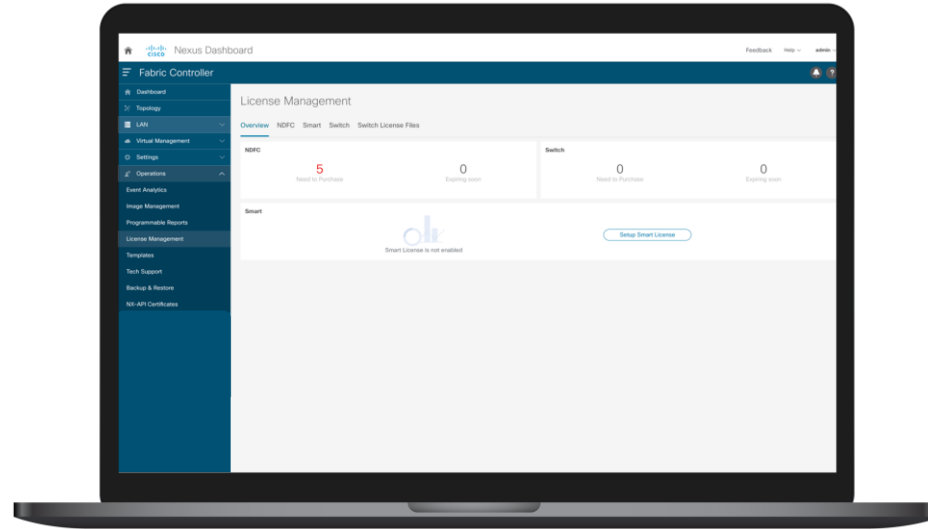 CISCO Nexus Dashboard Feedback Help admin
Fabric Controller ?
Dashboard
Topology
LAN
Virtual Management
Settings
Operations
Event Analytics
Image Management
Programmable Reports
License Management
Templates
Tech Support
Backup & Restore
NX-API Certificates
License Management
Overview NDFC Smart Switch Switch License Files
NDFC
5 0
Need to Purchase Expiring soon
Switch
0 0
Need to Purchase Expiring soon
Smart
Smart License is not enabled
Setup Smart License